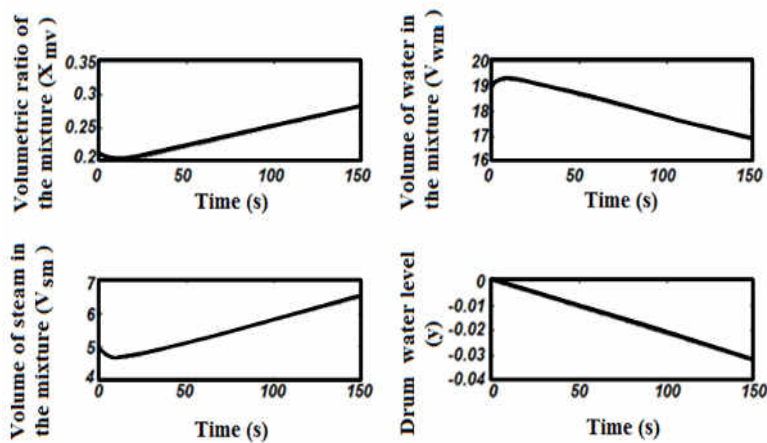 Volumetric ratio of
the mixture (X mv)
0.35
0.3
0.25
0.2
0 50 100 150
Time (s)
Volume of water in
the mixture (V wm)
20
19
18
17
16
0 50 100 150
Time (s)
Volume of steam in
the mixture (V sm)
7
6
5
4
0 50 100 150
Time (s)
Drum water level
(y)
0
-0.01
-0.02
-0.03
-0.04
0 50 100 150
Time (s)